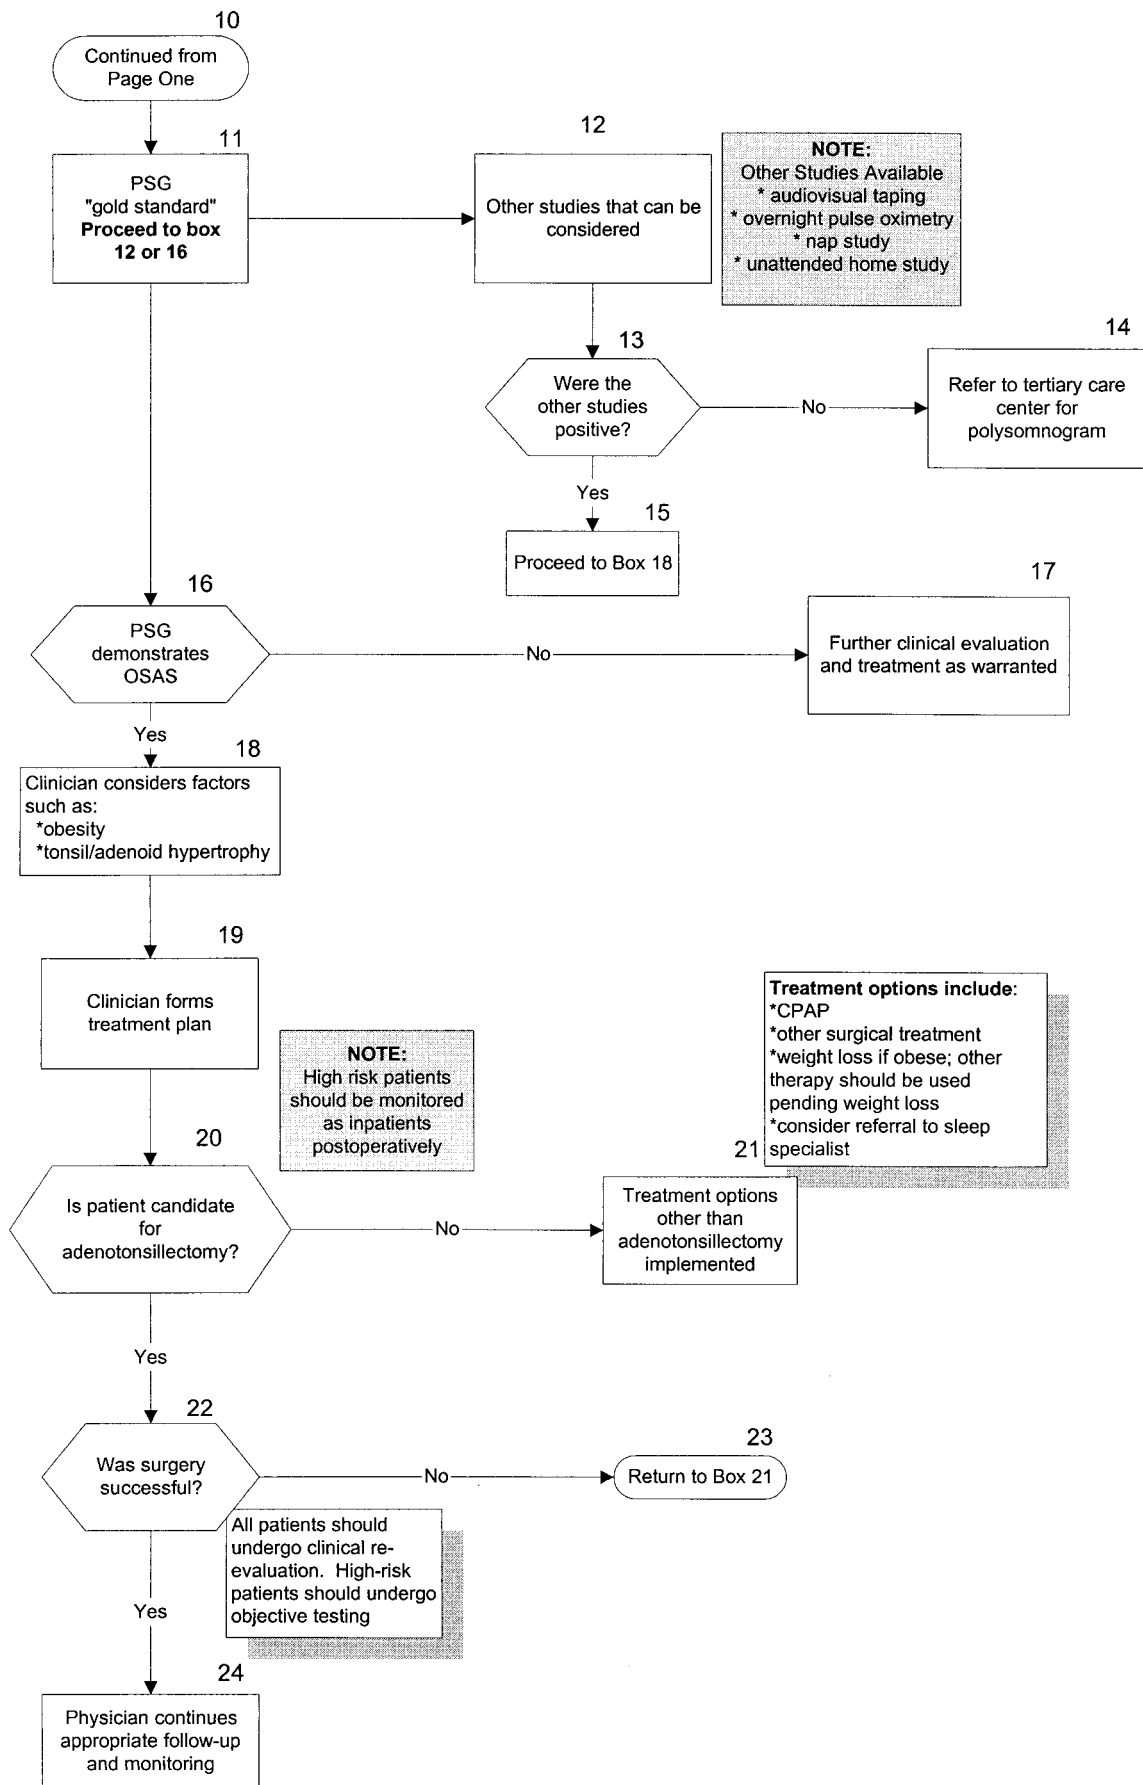 10
Continued from
Page One
11
PSG
"gold standard"
Proceed to box
12 or 16
12
Other studies that can be
considered
NOTE:
Other Studies Available
* audiovisual taping
* overnight pulse oximetry
* nap study
* unattended home study
13
Were the
other studies
positive?
No
14
Refer to tertiary care
center for
polysomnogram
Yes
15
Proceed to Box 18
16
PSG
demonstrates
OSAS
No
17
Further clinical evaluation
and treatment as warranted
Yes
18
Clinician considers factors
such as:
*obesity
*tonsil/adenoid hypertrophy
19
Clinician forms
treatment plan
NOTE:
High risk patients
should be monitored
as inpatients
postoperatively
Treatment options include:
*CPAP
*other surgical treatment
*weight loss if obese; other
therapy should be used
pending weight loss
*consider referral to sleep
specialist
20
Is patient candidate
for
adenotonsillectomy?
No
21
Treatment options
other than
adenotonsillectomy
implemented
Yes
22
Was surgery
successful?
No
23
Return to Box 21
All patients should
undergo clinical re-
evaluation. High-risk
patients should undergo
objective testing
Yes
24
Physician continues
appropriate follow-up
and monitoring